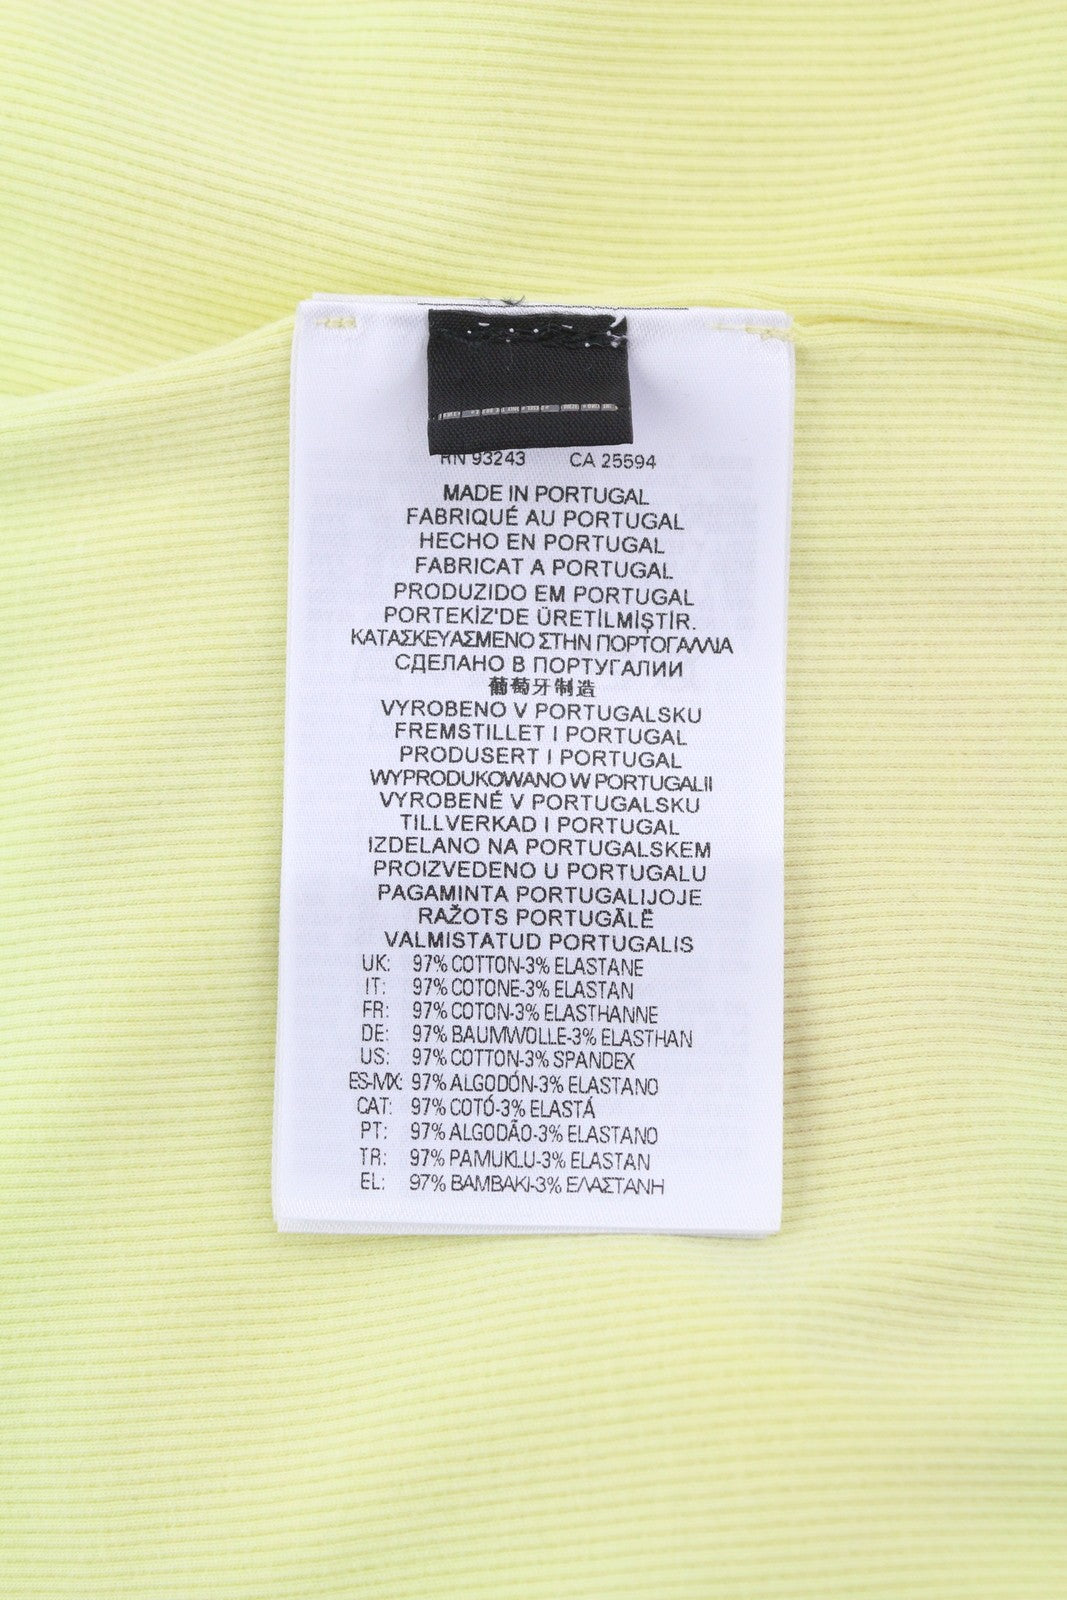 RN 93243 CA 25594
MADE IN PORTUGAL
FABRIQUÉ AU PORTUGAL
HECHO EN PORTUGAL
FABRICAT A PORTUGAL
PRODUZIDO EM PORTUGAL
PORTEKİZ'DE ÜRETİLMİŞTİR.
ΚΑΤΑΣΚΕΥΑΣΜΕΝΟ ΣΤΗΝ ΠΟΡΤΟΓΑΛΛΙΑ
СДЕЛАНО В ПОРТУГАЛИИ
葡萄牙制造
VYROBENO V PORTUGALSKU
FREMSTILLET I PORTUGAL
PRODUSERT I PORTUGAL
WYPRODUKOWANO W PORTUGALII
VYROBENÉ V PORTUGALSKU
TILLVERKAD I PORTUGAL
IZDELANO NA PORTUGALSKEM
PROIZVEDENO U PORTUGALU
PAGAMINTA PORTUGALIJOJE
RAŽOTS PORTUGĀLĒ
VALMISTATUD PORTUGALIS
UK: 97% COTTON-3% ELASTANE
IT: 97% COTONE-3% ELASTAN
FR: 97% COTON-3% ELASTHANNE
DE: 97% BAUMWOLLE-3% ELASTHAN
US: 97% COTTON-3% SPANDEX
ES-MX: 97% ALGODÓN-3% ELASTANO
CAT: 97% COTÓ-3% ELASTÁ
PT: 97% ALGODÃO-3% ELASTANO
TR: 97% PAMUKLU-3% ELASTAN
EL: 97% ΒΑΜΒΑΚΙ-3% ΕΛΑΣΤΑΝΗ